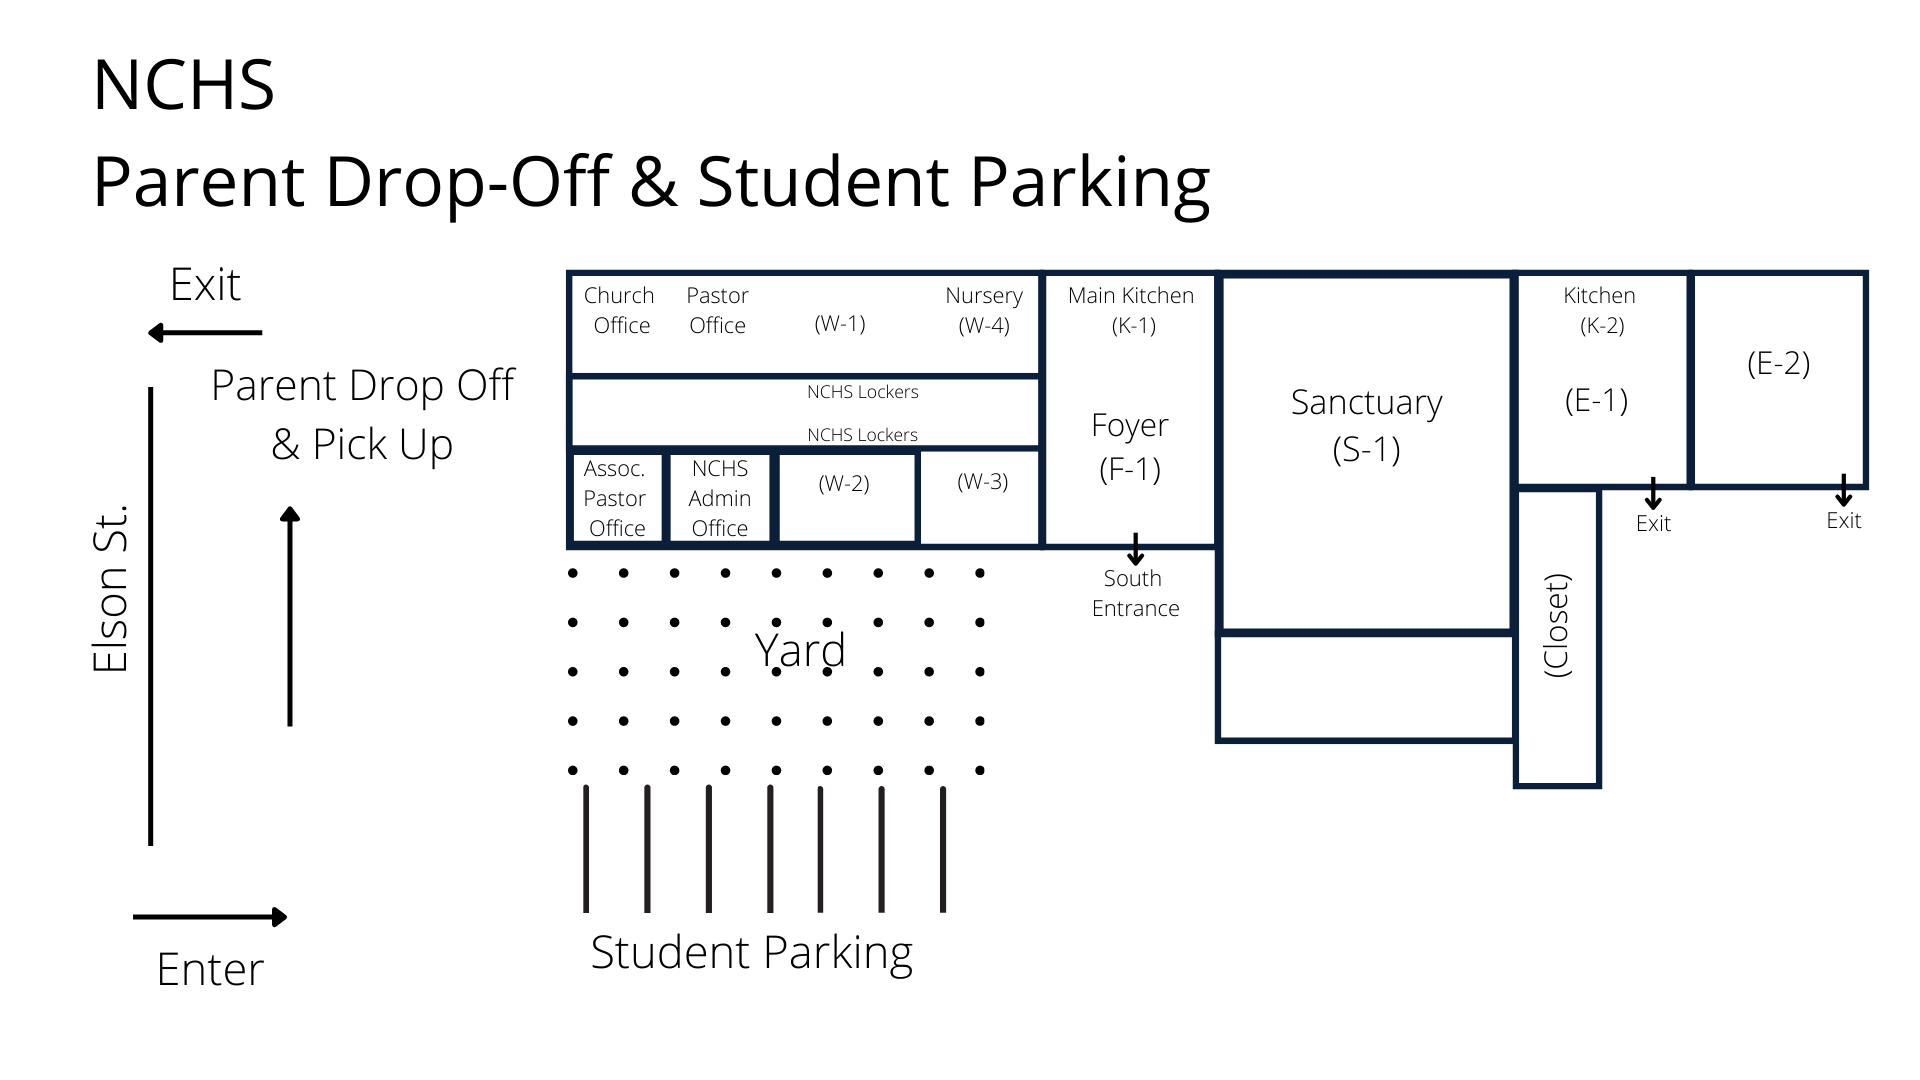 NCHS
Parent Drop-Off & Student Parking
Exit
Parent Drop Off
& Pick Up
Elson St.
Enter
Church
Office
Pastor
Office
(W-1)
Nursery
(W-4)
NCHS Lockers
NCHS Lockers
Assoc.
Pastor
Office
NCHS
Admin
Office
(W-2)
(W-3)
Main Kitchen
(K-1)
Foyer
(F-1)
South
Entrance
Sanctuary
(S-1)
Kitchen
(K-2)
(E-1)
Exit
(E-2)
Exit
(Closet)
Yard
Student Parking